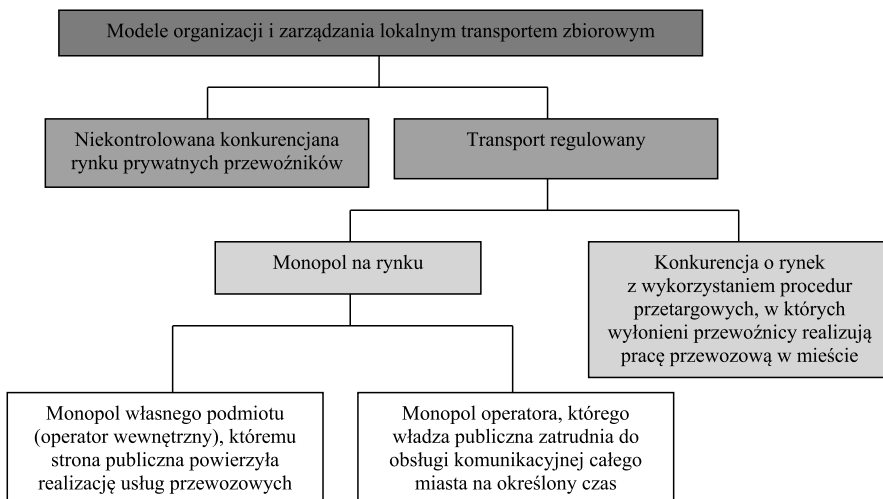 Modele organizacji i zarządzania lokalnym transportem zbiorowym
Niekontrolowana konkurencjana
rynku prywatnych przewoźników
Transport regulowany
Monopol na rynku
Konkurencja o rynek
z wykorzystaniem procedur
przetargowych, w których
wyłonieni przewoźnicy realizują
pracę przewozową w mieście
Monopol własnego podmiotu
(operator wewnętrzny), któremu
strona publiczna powierzyła
realizację usług przewozowych
Monopol operatora, którego
władza publiczna zatrudnia do
obsługi komunikacyjnej całego
miasta na określony czas